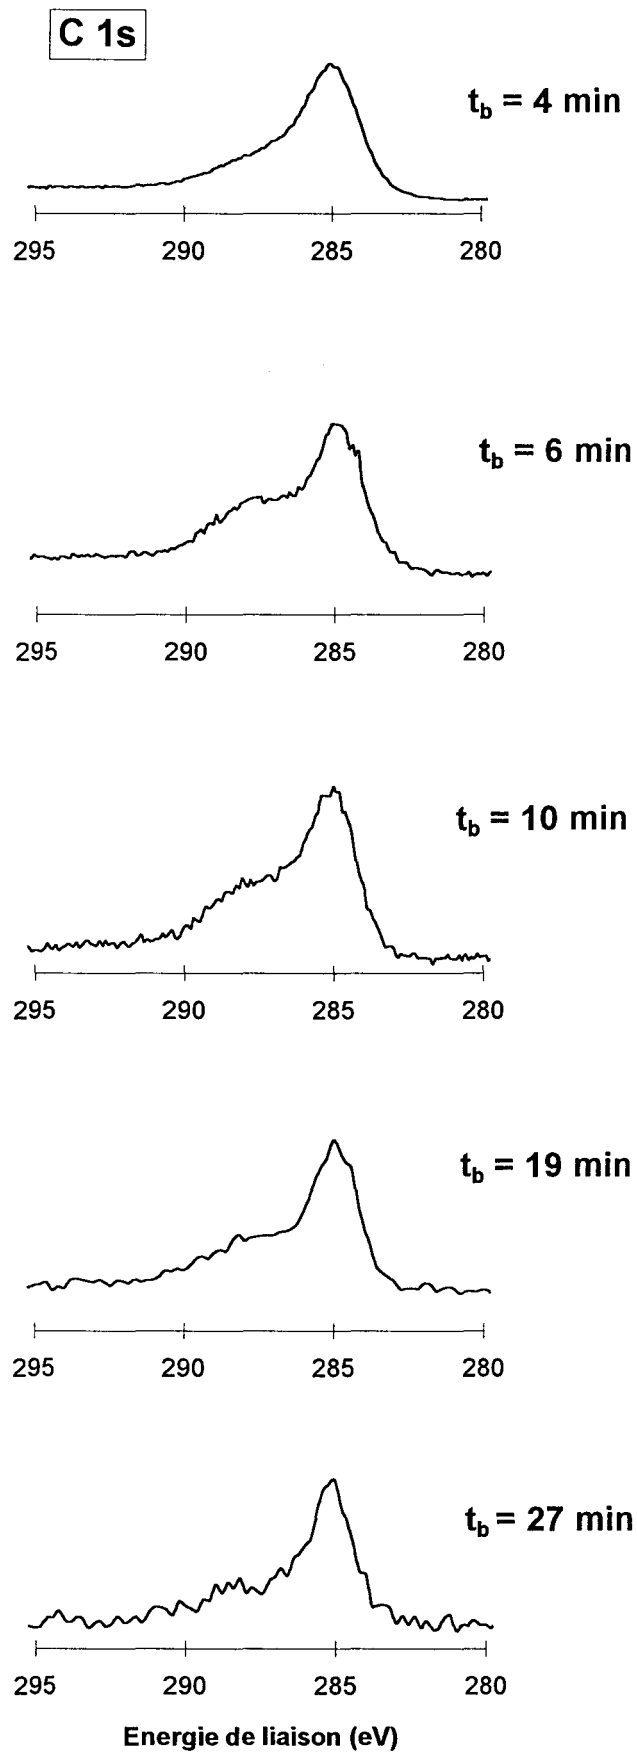 C 1s
t_b = 4 min
295 290 285 280
t_b = 6 min
295 290 285 280
t_b = 10 min
295 290 285 280
t_b = 19 min
295 290 285 280
t_b = 27 min
295 290 285 280
Energie de liaison (eV)